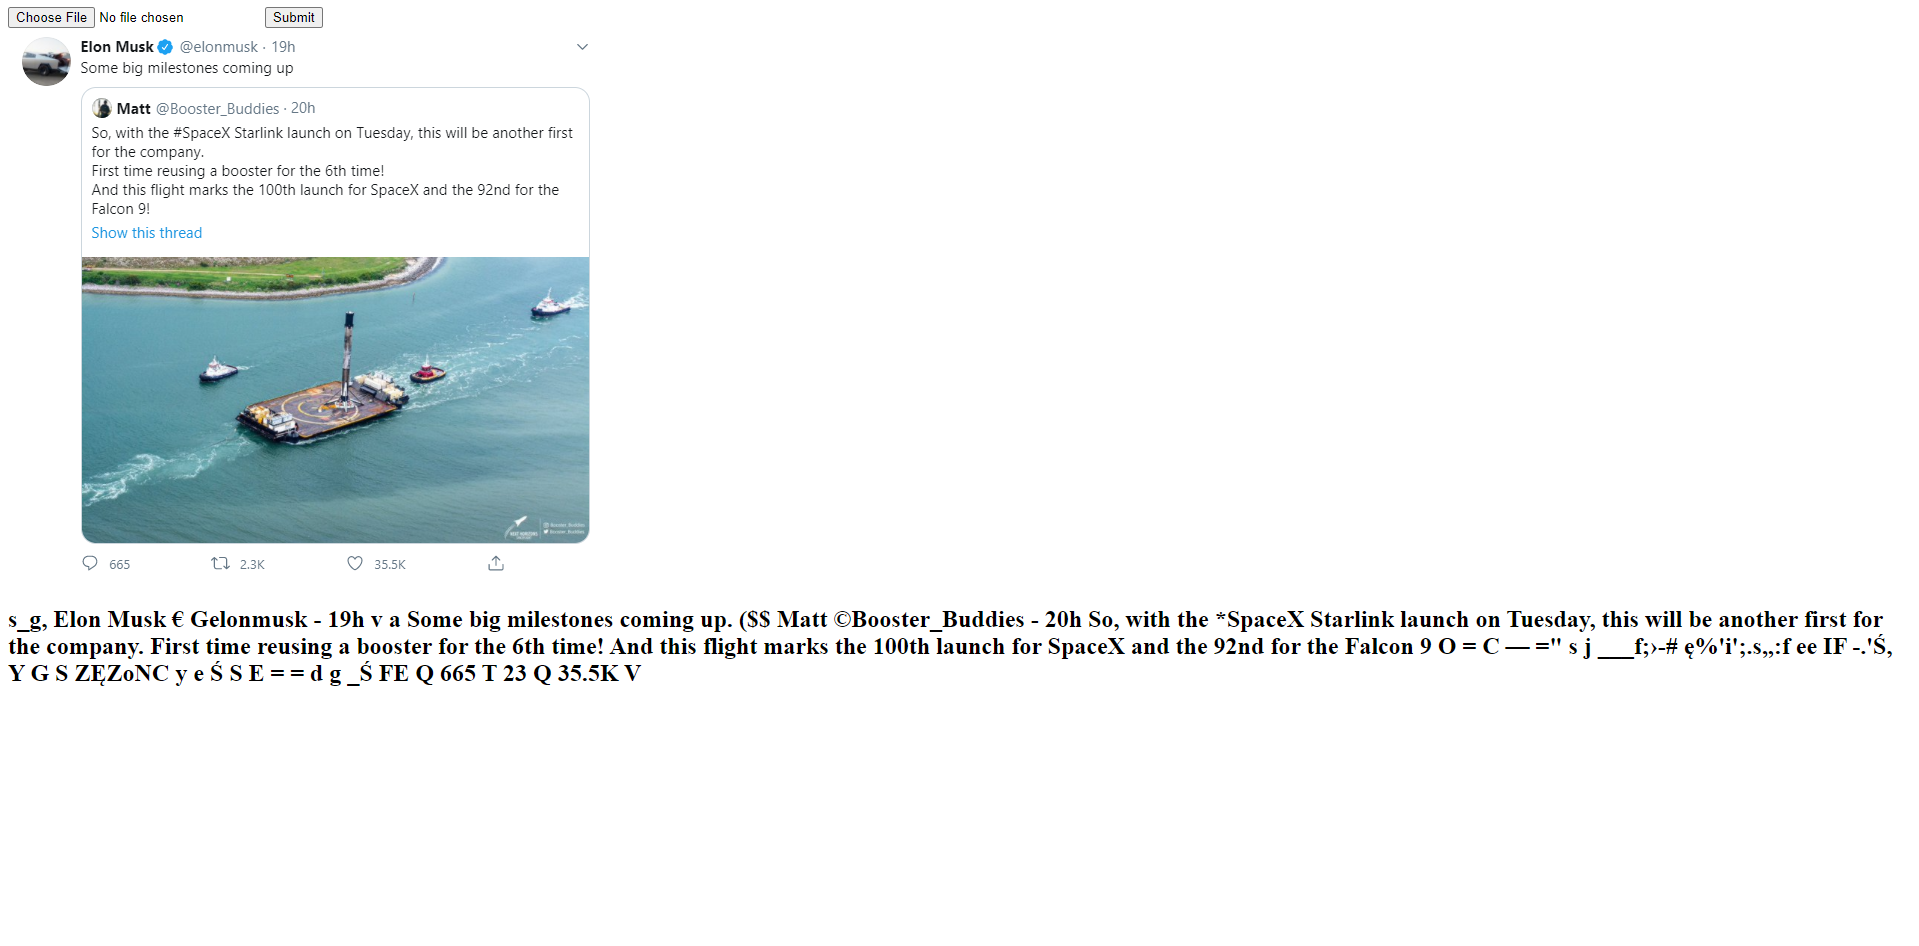 Choose File No file chosen Submit
Elon Musk @elonmusk · 19h
Some big milestones coming up
Matt @Booster_Buddies · 20h
So, with the #SpaceX Starlink launch on Tuesday, this will be another first
for the company.
First time reusing a booster for the 6th time!
And this flight marks the 100th launch for SpaceX and the 92nd for the
Falcon 9!
Show this thread
665 2.3K 35.5K
s_g, Elon Musk € Gelonmusk - 19h v a Some big milestones coming up. ($$ Matt ©Booster_Buddies - 20h So, with the *SpaceX Starlink launch on Tuesday, this will be another first for
the company. First time reusing a booster for the 6th time! And this flight marks the 100th launch for SpaceX and the 92nd for the Falcon 9 O = C — =" s j ___f;›-# ę%'i';.s,,:f ee IF -.'Ś,
Y G S ZĘZoNC y e Ś S E = = d g _Ś FE Q 665 T 23 Q 35.5K V